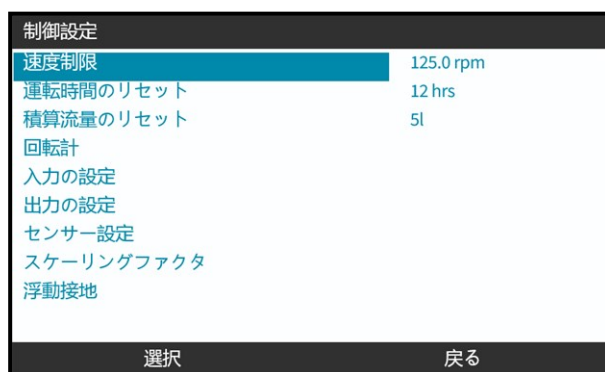 制御設定
速度制限 125.0 rpm
運転時間のリセット 12 hrs
積算流量のリセット 5l
回転計
入力の設定
出力の設定
センサー設定
スケーリングファクタ
浮動接地
選択 戻る